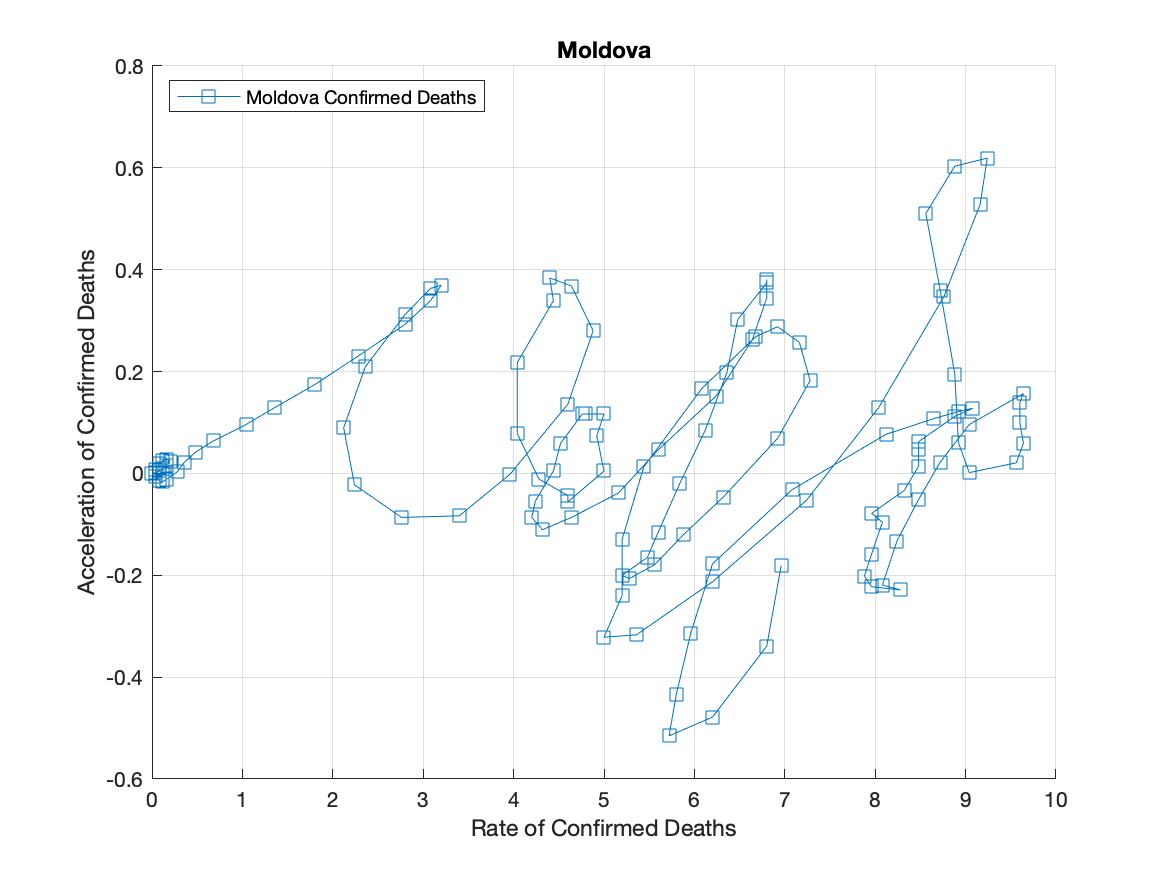 Moldova
0.8
Moldova Confirmed Deaths
0.6
0.4
0.2
0
-0.2
-0.4
-0.6
Acceleration of Confirmed Deaths
0 1 2 3 4 5 6 7 8 9 10
Rate of Confirmed Deaths